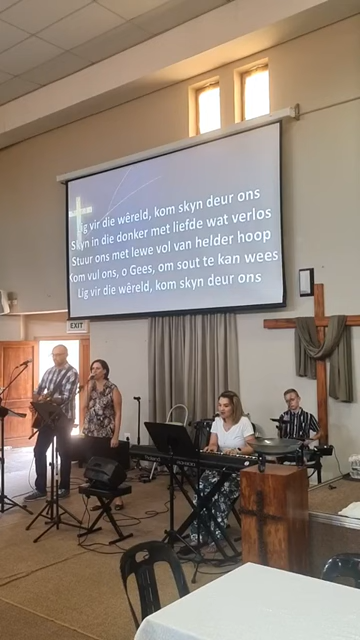 Lig vir die wêreld, kom skyn deur ons
Skyn in die donker met liefde wat verlos
Stuur ons met lewe vol van helder hoop
Kom vul ons, o Gees, om sout te kan wees
Lig vir die wêreld, kom skyn deur ons
EXIT
Roland